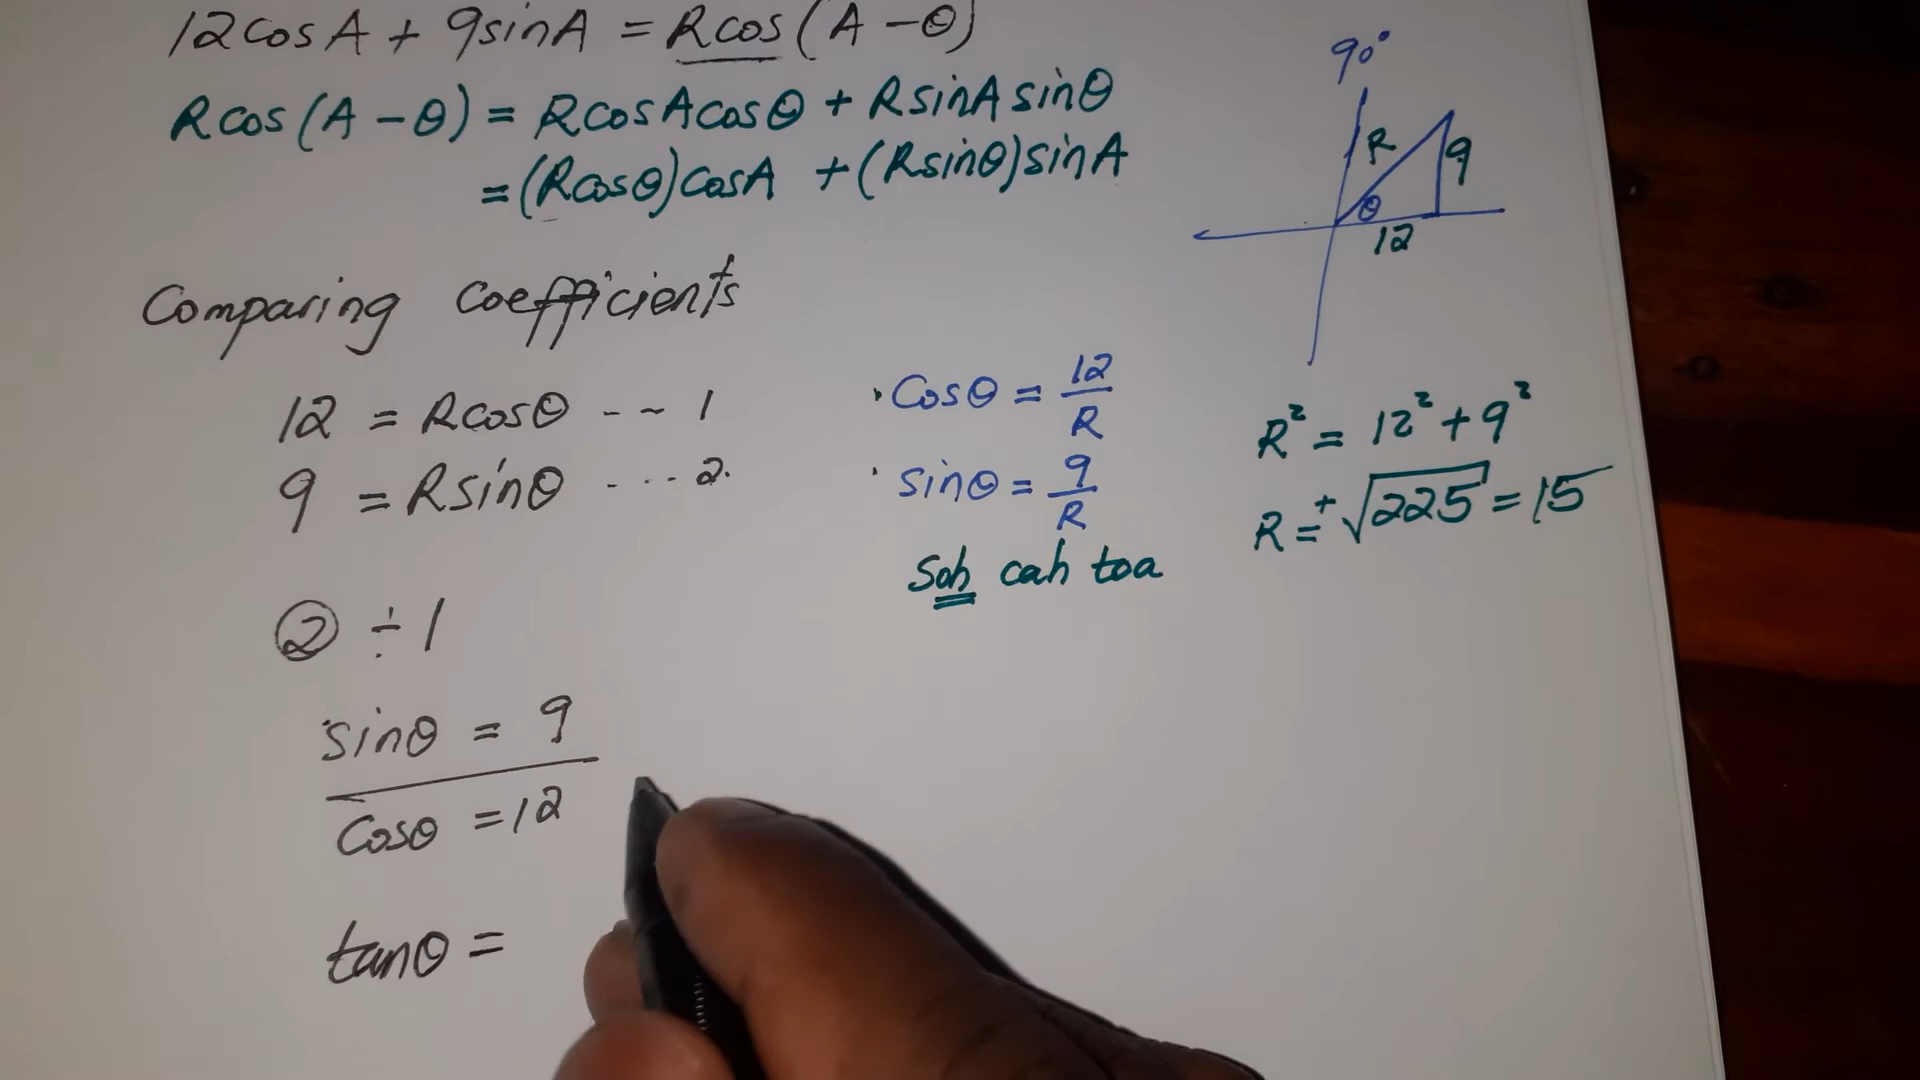 12cosA + 9sinA = Rcos(A - θ)
Rcos(A - θ) = RcosAcosθ + RsinAsinθ
= (Rcosθ)cosA + (Rsinθ)sinA
90°
R
9
θ
12
Comparing coefficients
12 = Rcosθ -- 1
9 = Rsinθ ... 2.
② ÷ 1
sinθ = 9
cosθ = 12
tanθ =
· cosθ = 12/R
· sinθ = 9/R
Soh cah toa
R² = 12² + 9²
R = +√225 = 15